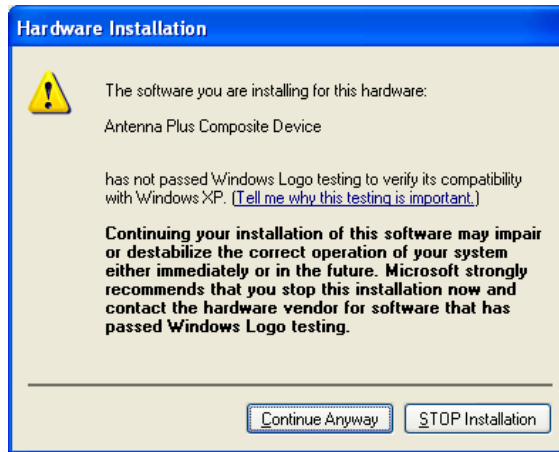 Hardware Installation
The software you are installing for this hardware:
Antenna Plus Composite Device
has not passed Windows Logo testing to verify its compatibility
with Windows XP. (Tell me why this testing is important.)
Continuing your installation of this software may impair
or destabilize the correct operation of your system
either immediately or in the future. Microsoft strongly
recommends that you stop this installation now and
contact the hardware vendor for software that has
passed Windows Logo testing.
Continue Anyway
STOP Installation